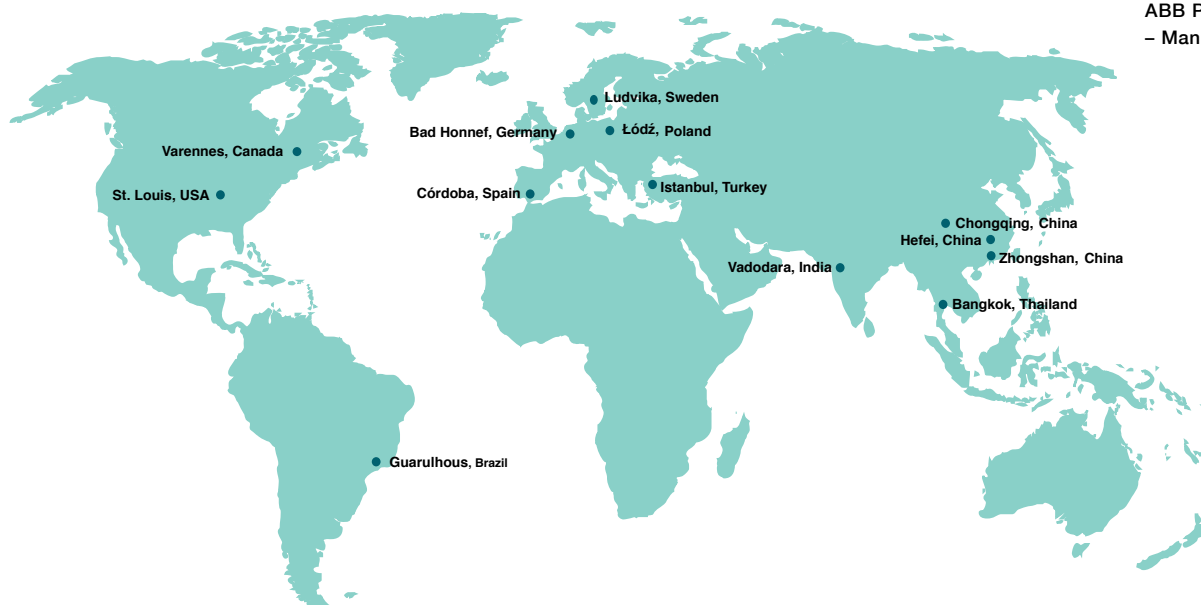 ABB P
– Man
Ludvika, Sweden
Bad Honnef, Germany
Łódź, Poland
Varennes, Canada
St. Louis, USA
Córdoba, Spain
Istanbul, Turkey
Chongqing, China
Hefei, China
Zhongshan, China
Vadodara, India
Bangkok, Thailand
Guarulhous, Brazil